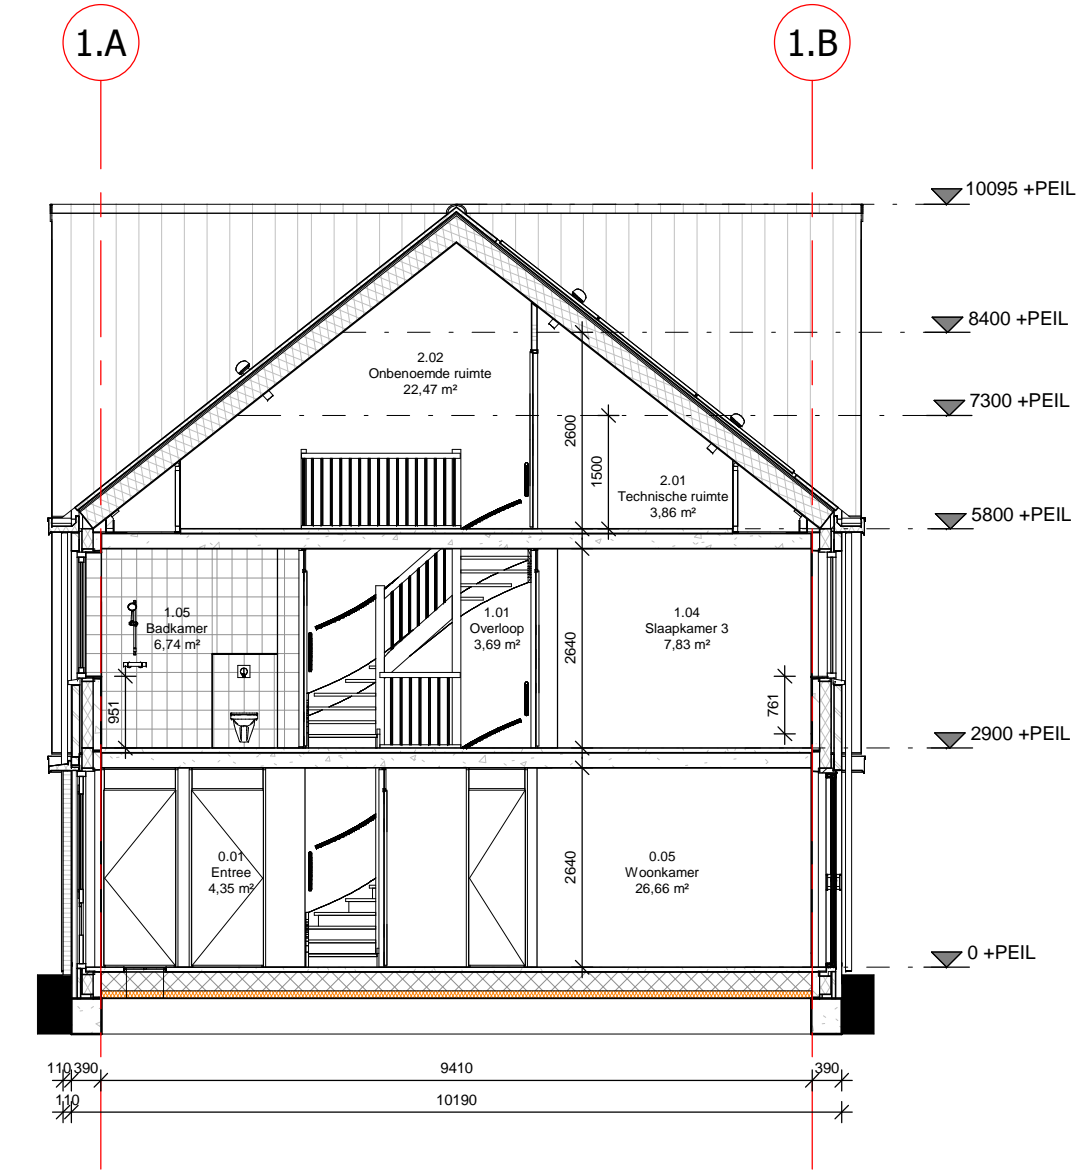 1.A
1.B
10095 +PEIL
8400 +PEIL
2.02
Onbenoemde ruimte
22,47 m²
7300 +PEIL
2600
1500
2.01
Technische ruimte
3,86 m²
5800 +PEIL
1.05
Badkamer
6,74 m²
1.01
Overloop
3,69 m²
1.04
Slaapkamer 3
7,83 m²
2640
951
761
2900 +PEIL
0.01
Entree
4,35 m²
2640
0.05
Woonkamer
26,66 m²
0 +PEIL
110 390 9410 390
110 10190